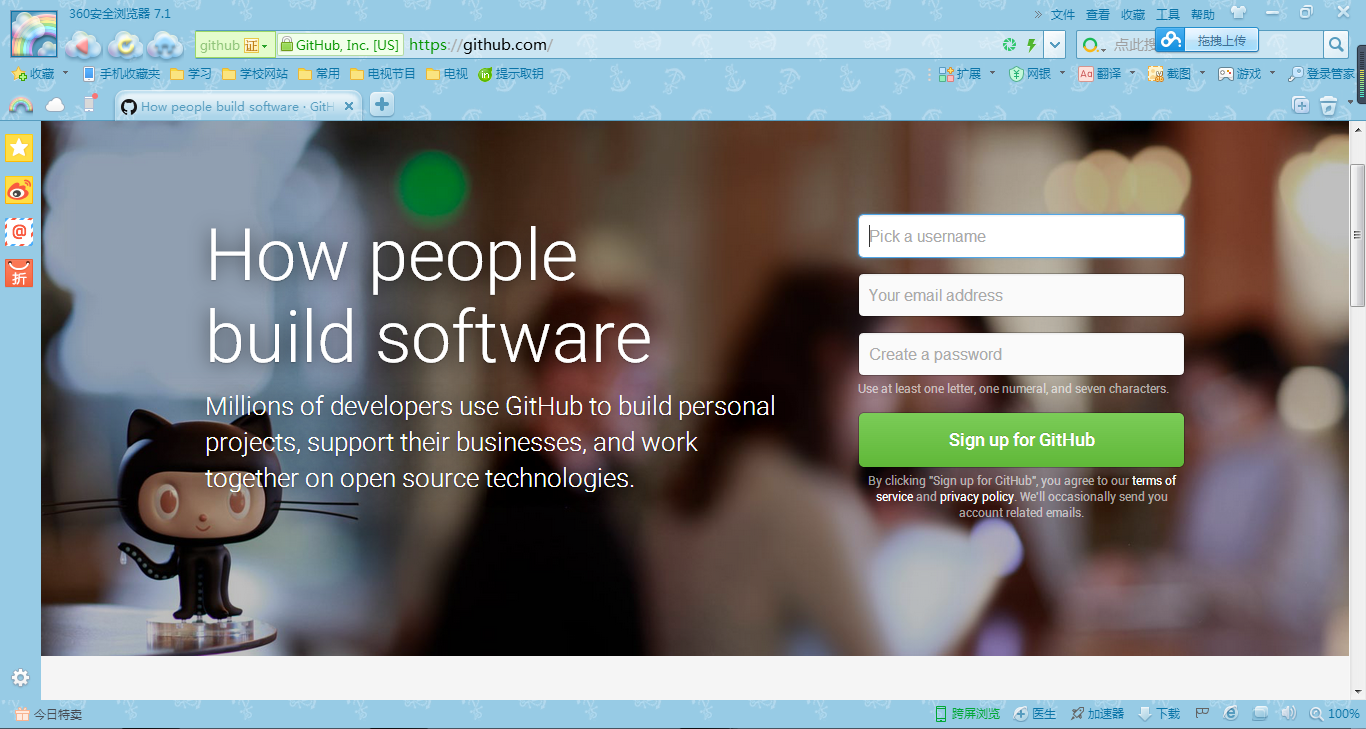 360安全浏览器 7.1
» 文件 查看 收藏 工具 帮助
github 证 GitHub, Inc. [US] https://github.com/
点此搜 拖拽上传
收藏 手机收藏夹 学习 学校网站 常用 电视节目 电视 提示取钥
扩展 网银 Aa 翻译 截图 游戏 登录管家
How people build software · GitH
@
折
How people
build software
Millions of developers use GitHub to build personal
projects, support their businesses, and work
together on open source technologies.
Pick a username
Your email address
Create a password
Use at least one letter, one numeral, and seven characters.
Sign up for GitHub
By clicking "Sign up for GitHub", you agree to our terms of
service and privacy policy. We'll occasionally send you
account related emails.
今日特卖
跨屏浏览 医生 加速器 下载 100%